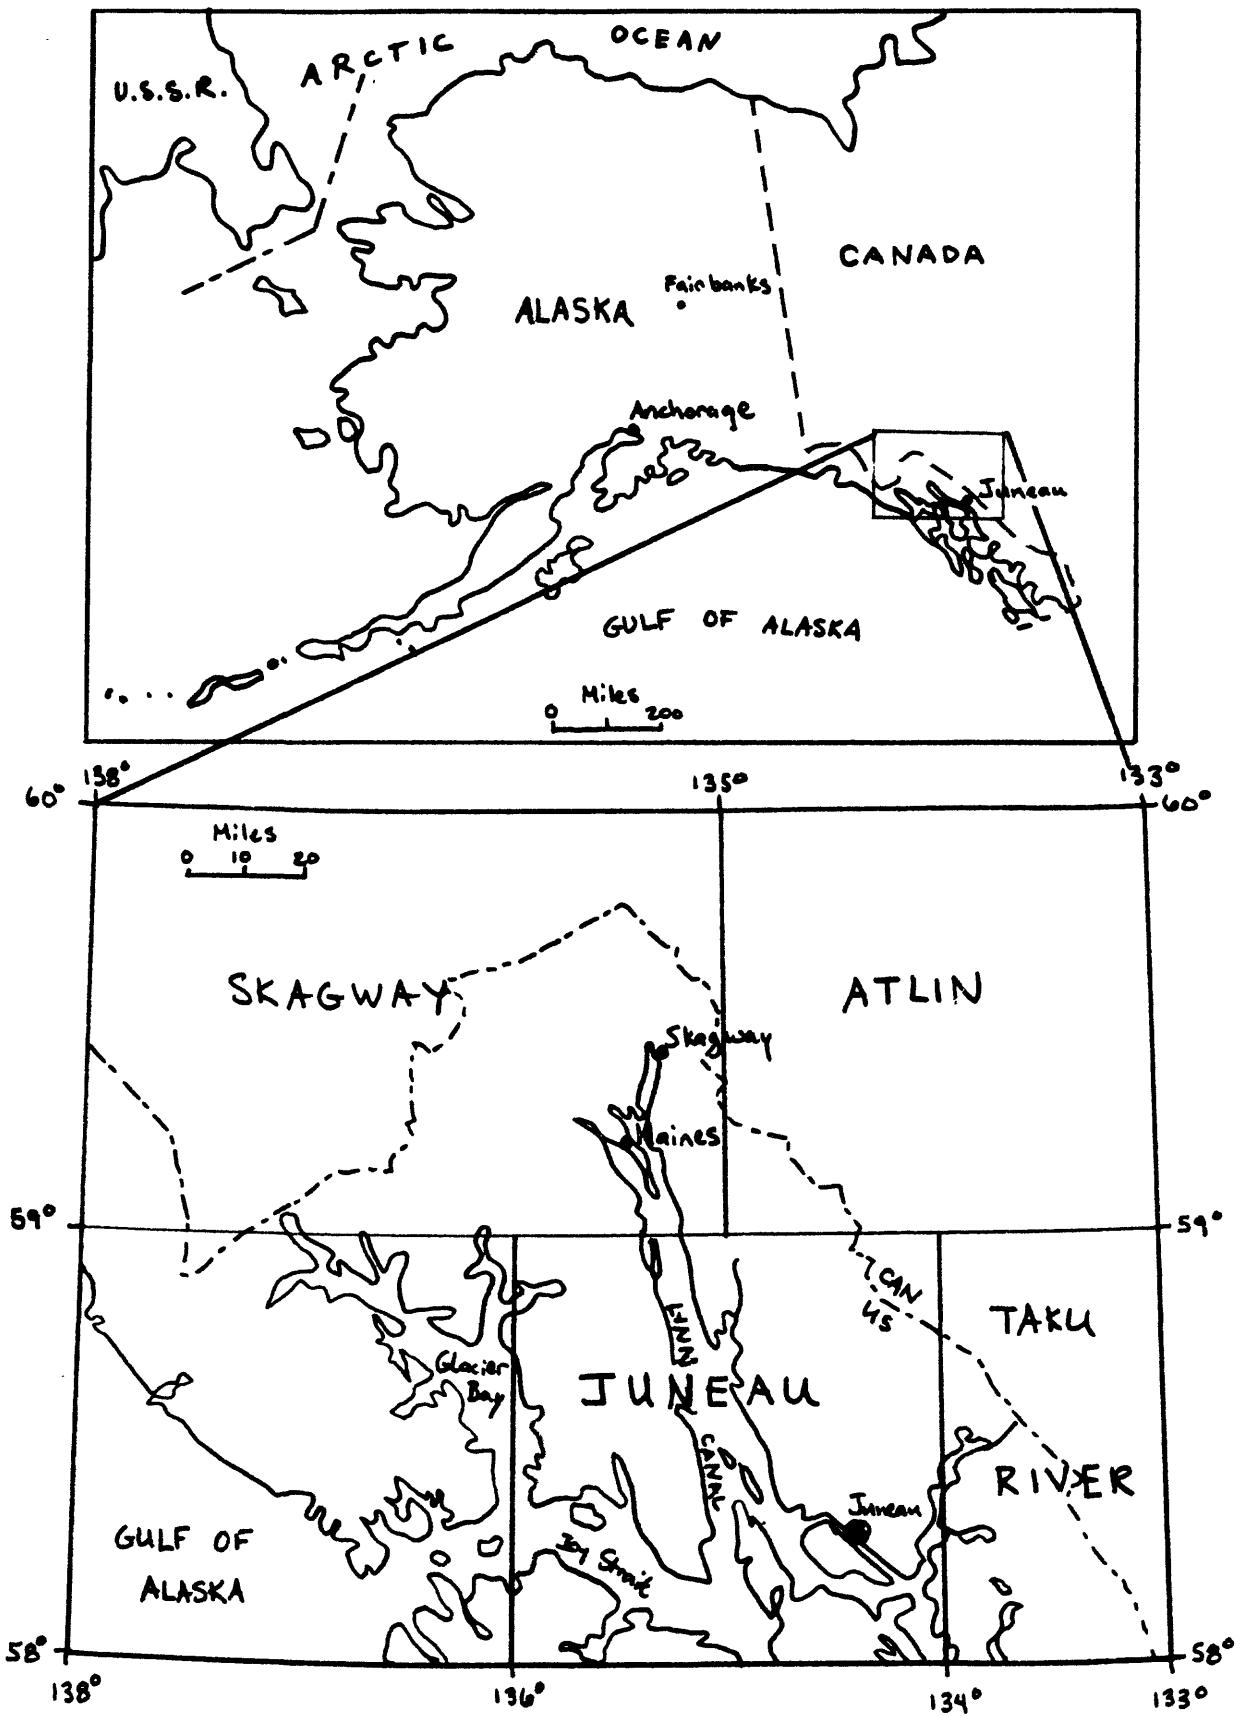 OCEAN
ARCTIC
U.S.S.R.
CANADA
Fairbanks
ALASKA
Anchorage
Juneau
GULF OF ALASKA
Miles
0 200
138° 135° 133°
60° 60°
Miles
0 10 20
SKAGWAY ATLIN
Skagway
Haines
59° 59°
CAN
US
LYNN
TAKU
Glacier
Bay
JUNEAU
CANAL
RIVER
Juneau
GULF OF
ALASKA
Icy Strait
58° 58°
138° 136° 134° 133°